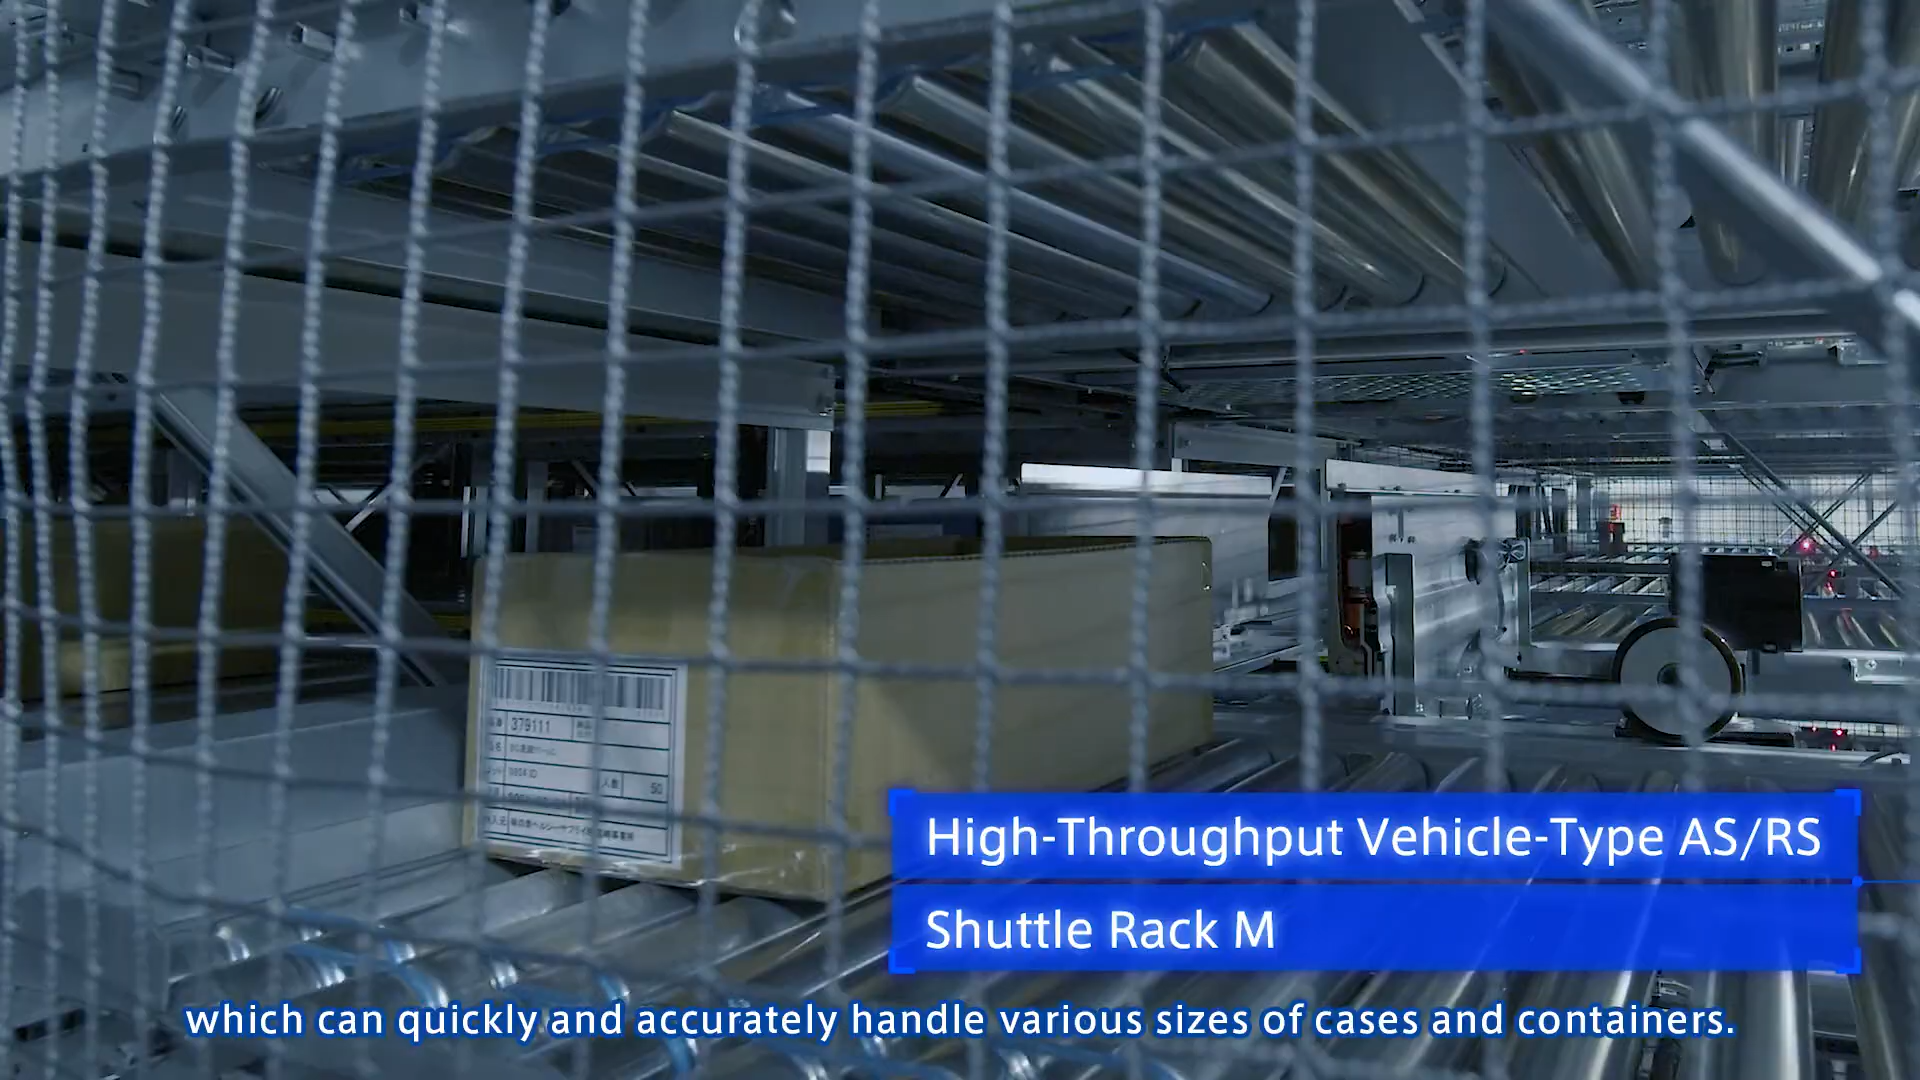 379111
50
High-Throughput Vehicle-Type AS/RS
Shuttle Rack M
which can quickly and accurately handle various sizes of cases and containers.